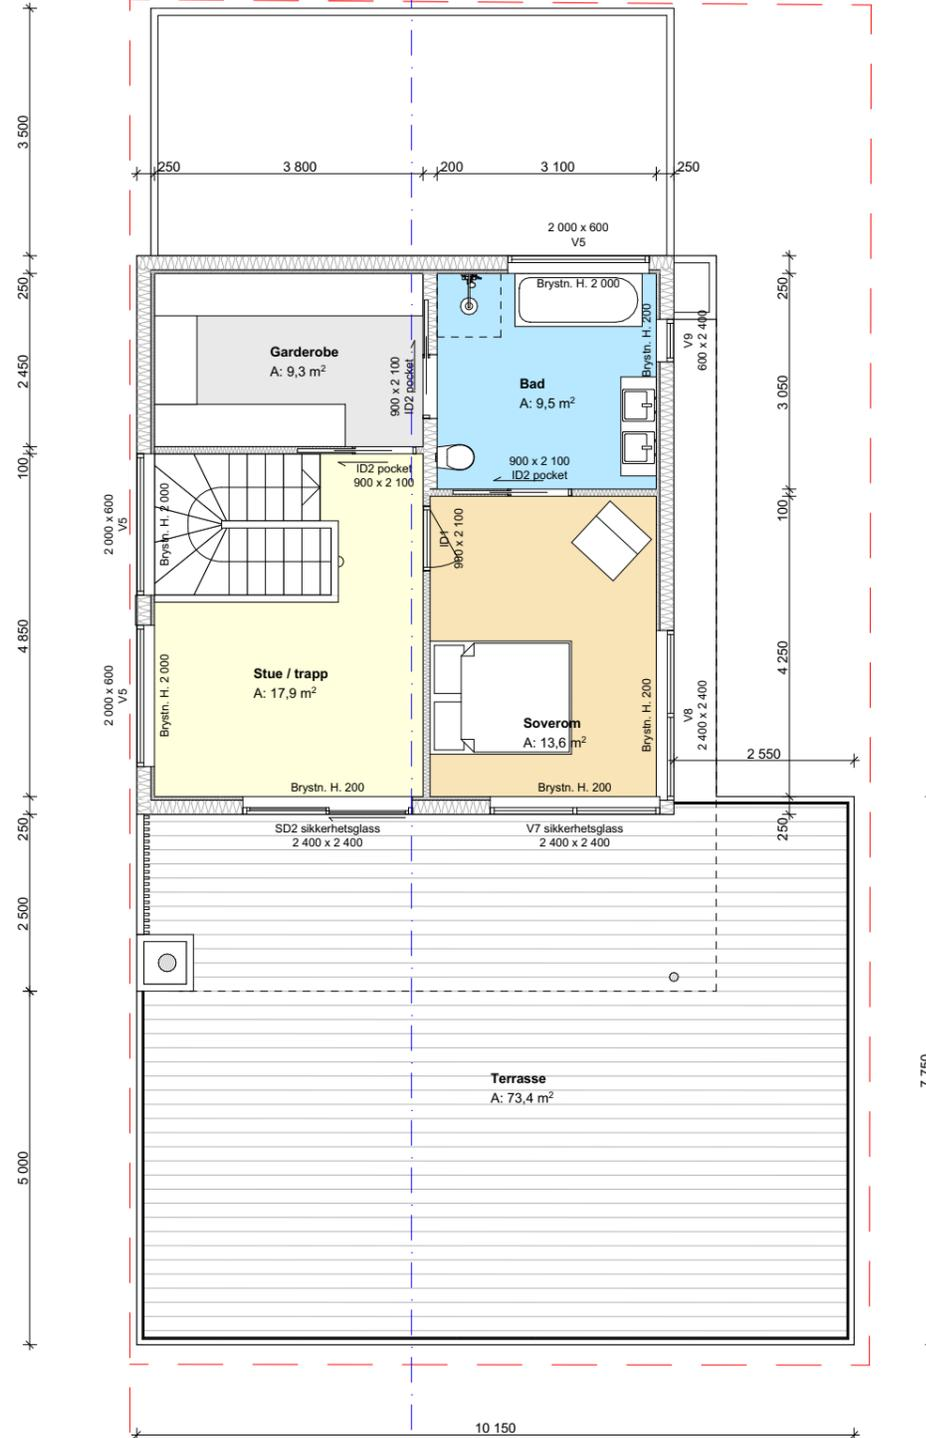 3 500
250
3 800
200
3 100
250
2 000 x 600
V5
250
2 450
100
4 850
250
2 500
5 000
250
3 050
100
4 250
250
Brystn. H. 2 000
Brystn. H. 200
V9
600 x 2 400
Garderobe
A: 9,3 m²
900 x 2 100
ID2 pocket
Bad
A: 9,5 m²
900 x 2 100
ID2 pocket
ID2 pocket
900 x 2 100
2 000 x 600
V5
Brystn. H. 2 000
ID1
900 x 2 100
Stue / trapp
A: 17,9 m²
2 000 x 600
V5
Brystn. H. 2 000
Soverom
A: 13,6 m²
Brystn. H. 200
V8
2 400 x 2 400
2 550
Brystn. H. 200
Brystn. H. 200
SD2 sikkerhetsglass
2 400 x 2 400
V7 sikkerhetsglass
2 400 x 2 400
Terrasse
A: 73,4 m²
7 750
10 150